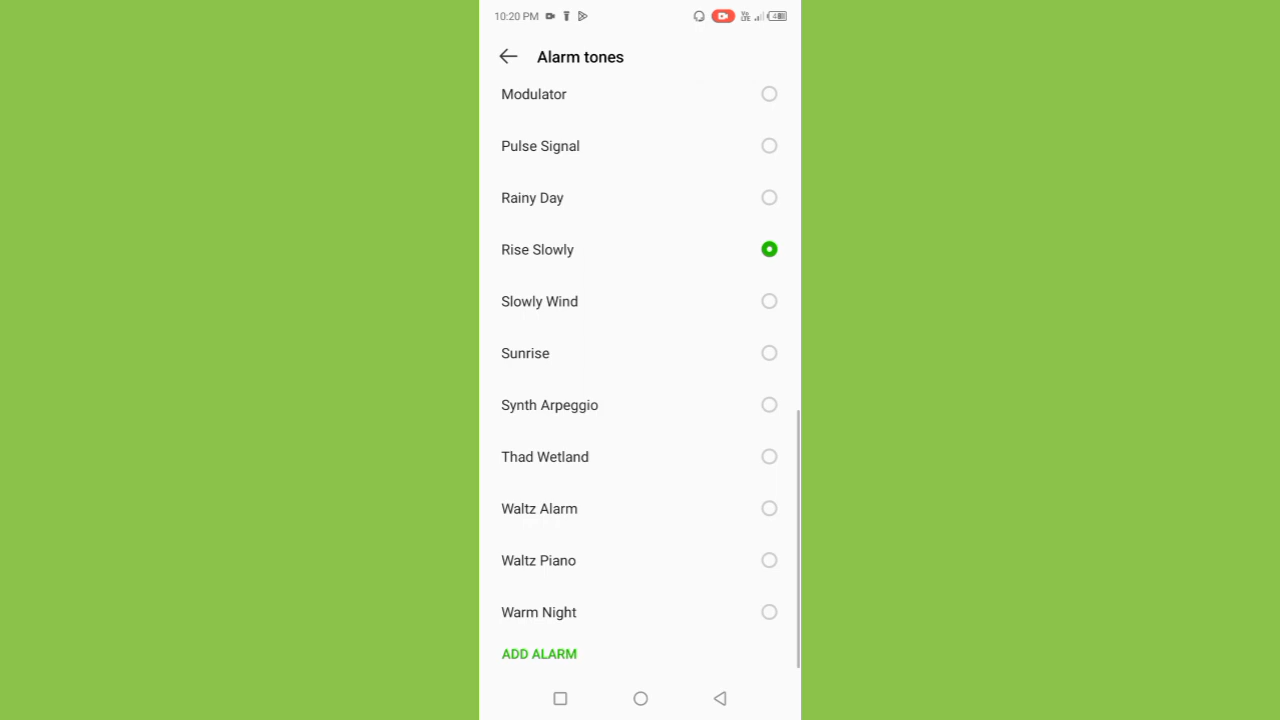 10:20 PM
Alarm tones
Modulator
Pulse Signal
Rainy Day
Rise Slowly
Slowly Wind
Sunrise
Synth Arpeggio
Thad Wetland
Waltz Alarm
Waltz Piano
Warm Night
ADD ALARM